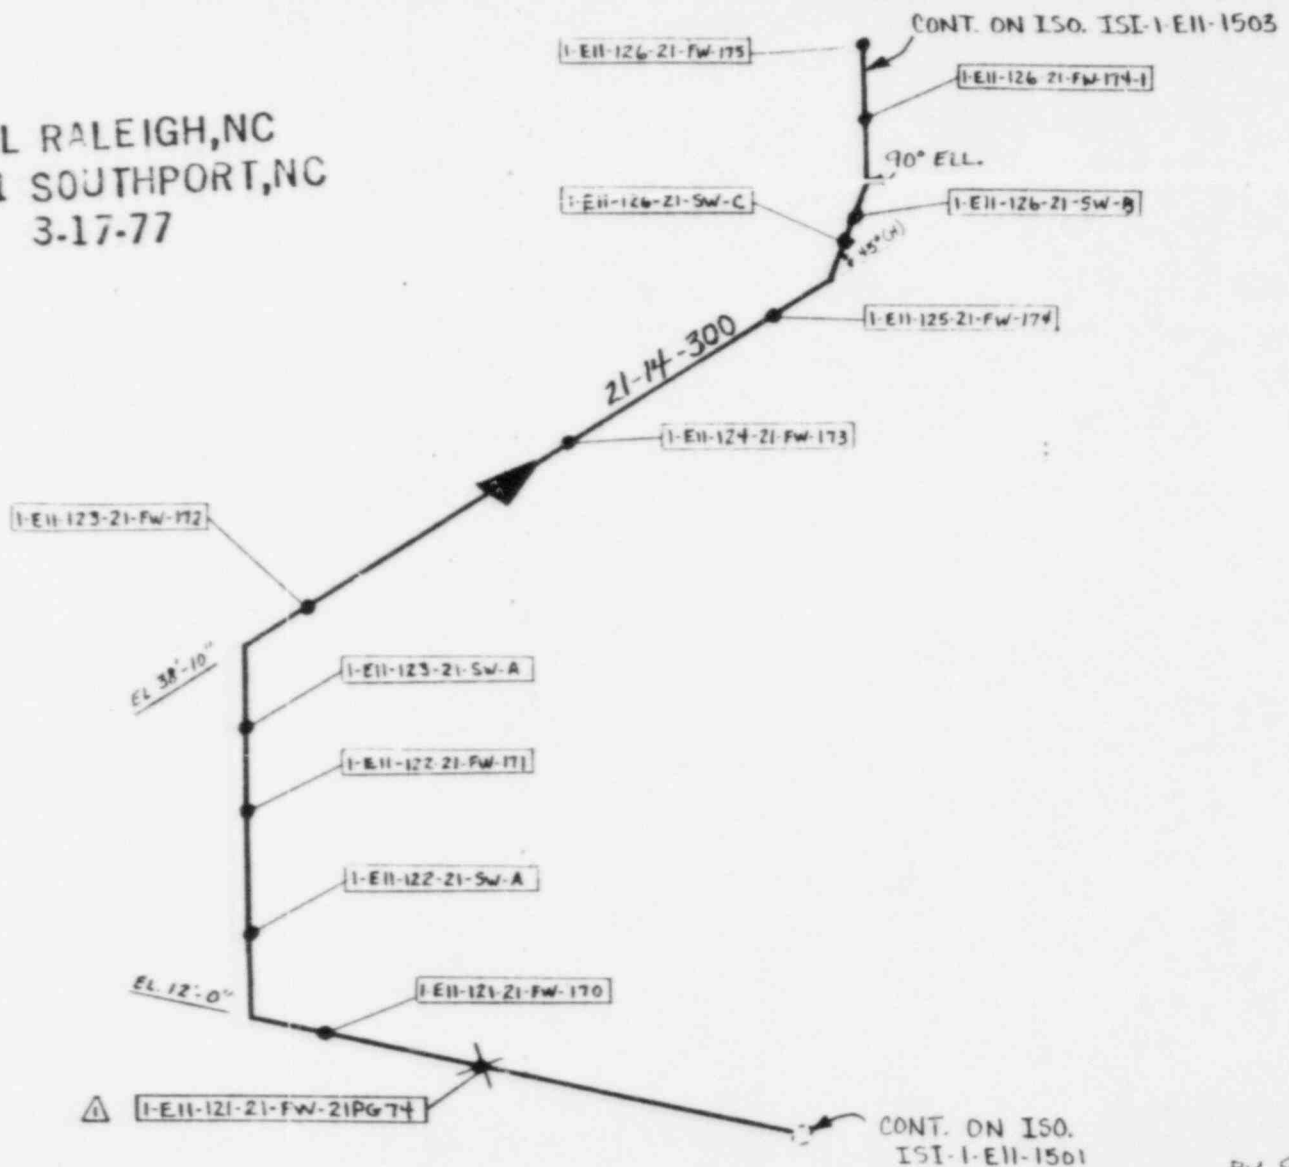 CONT. ON ISO. ISI-1-E11-1503
1-E11-126-21-FW-175
1-E11-126-21-FW-174-1
L RALEIGH,NC
SOUTHPORT,NC
3-17-77
90° ELL.
1-E11-126-21-SW-C
1-E11-126-21-SW-B
45°(H)
1-E11-125-21-FW-174
21-14-300
1-E11-124-21-FW-173
1-E11-123-21-FW-172
EL 38'-10"
1-E11-123-21-SW-A
1-E11-122-21-FW-171
1-E11-122-21-SW-A
EL. 12'-0"
1-E11-121-21-FW-170
1
1-E11-121-21-FW-21PG74
CONT. ON ISO.
ISI-1-E11-1501